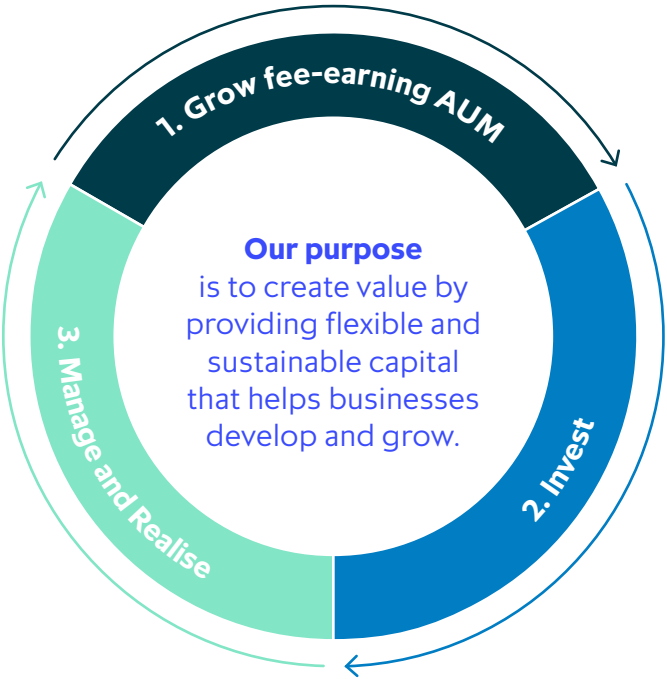 1. Grow fee-earning AUM
Our purpose
is to create value by
providing flexible and
sustainable capital
that helps businesses
develop and grow.
2. Invest
3. Manage and Realise